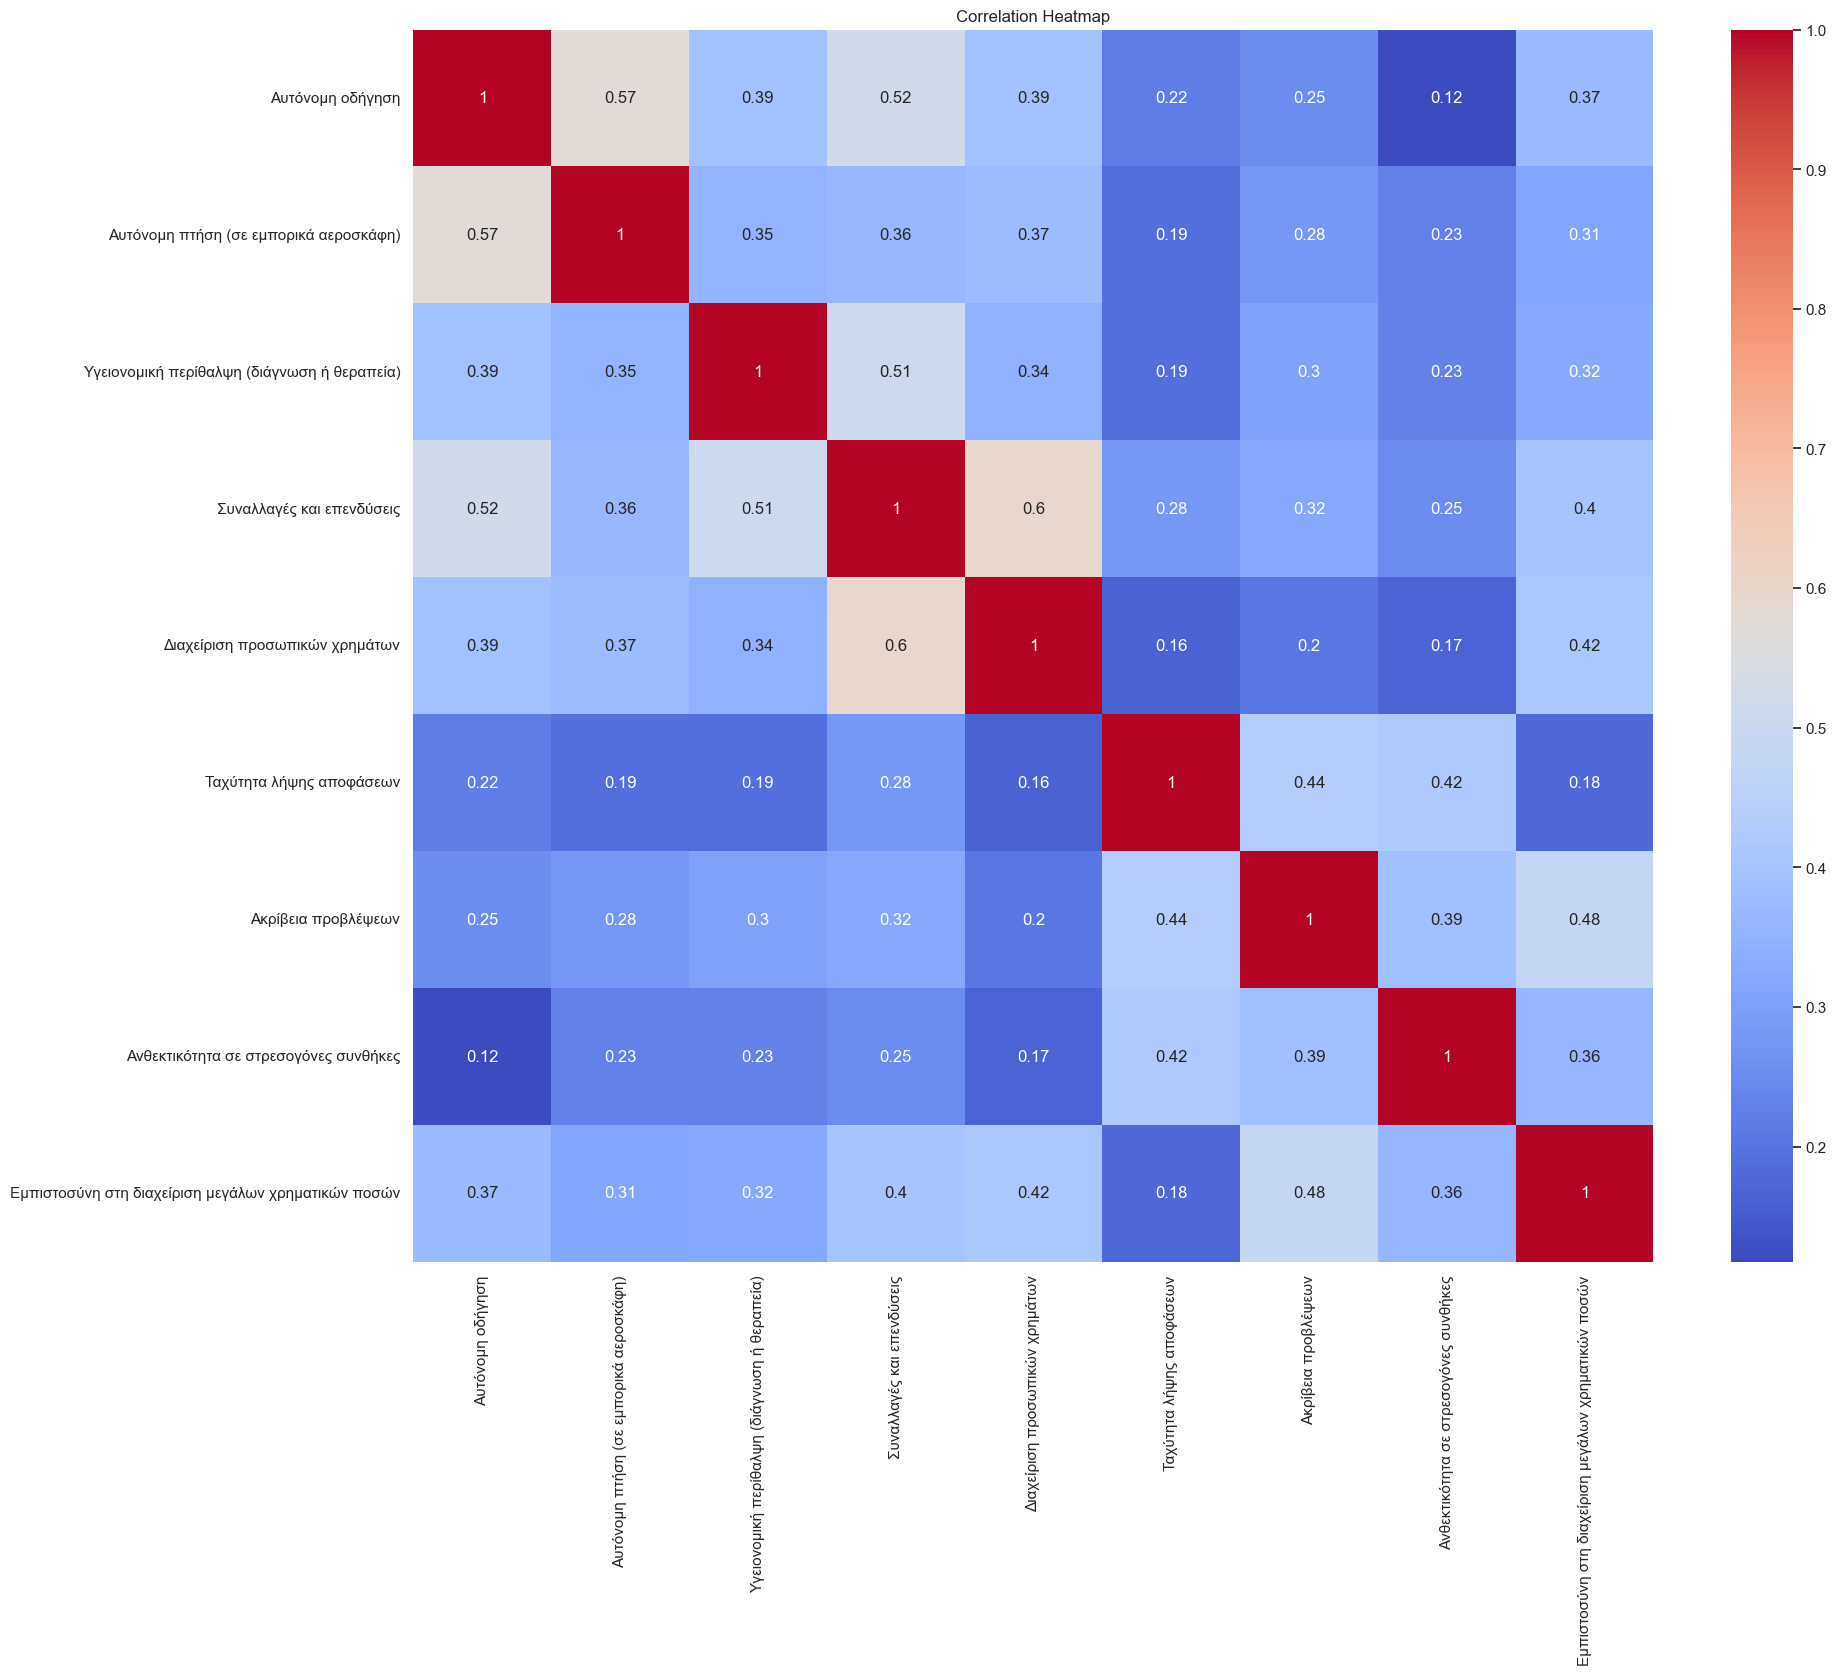 Correlation Heatmap
Αυτόνομη οδήγηση 1 0.57 0.39 0.52 0.39 0.22 0.25 0.12 0.37
Αυτόνομη πτήση (σε εμπορικά αεροσκάφη) 0.57 1 0.35 0.36 0.37 0.19 0.28 0.23 0.31
Υγειονομική περίθαλψη (διάγνωση ή θεραπεία) 0.39 0.35 1 0.51 0.34 0.19 0.3 0.23 0.32
Συναλλαγές και επενδύσεις 0.52 0.36 0.51 1 0.6 0.28 0.32 0.25 0.4
Διαχείριση προσωπικών χρημάτων 0.39 0.37 0.34 0.6 1 0.16 0.2 0.17 0.42
Ταχύτητα λήψης αποφάσεων 0.22 0.19 0.19 0.28 0.16 1 0.44 0.42 0.18
Ακρίβεια προβλέψεων 0.25 0.28 0.3 0.32 0.2 0.44 1 0.39 0.48
Ανθεκτικότητα σε στρεσογόνες συνθήκες 0.12 0.23 0.23 0.25 0.17 0.42 0.39 1 0.36
Εμπιστοσύνη στη διαχείριση μεγάλων χρηματικών ποσών 0.37 0.31 0.32 0.4 0.42 0.18 0.48 0.36 1
Αυτόνομη οδήγηση
Αυτόνομη πτήση (σε εμπορικά αεροσκάφη)
Υγειονομική περίθαλψη (διάγνωση ή θεραπεία)
Συναλλαγές και επενδύσεις
Διαχείριση προσωπικών χρημάτων
Ταχύτητα λήψης αποφάσεων
Ακρίβεια προβλέψεων
Ανθεκτικότητα σε στρεσογόνες συνθήκες
Εμπιστοσύνη στη διαχείριση μεγάλων χρηματικών ποσών
1.0
0.9
0.8
0.7
0.6
0.5
0.4
0.3
0.2